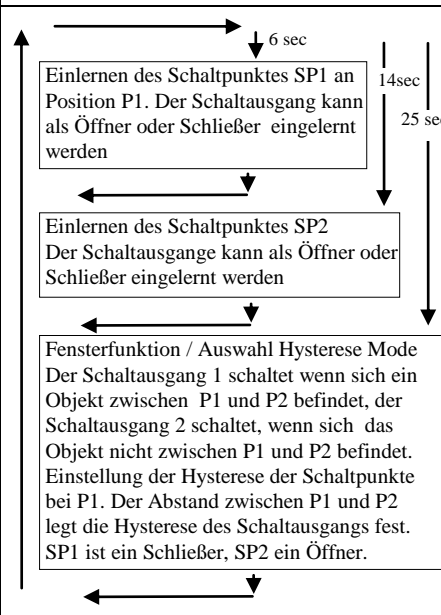 6 sec
14sec
25 sec
Einlernen des Schaltpunktes SP1 an
Position P1. Der Schaltausgang kann
als Öffner oder Schließer eingelernt
werden
Einlernen des Schaltpunktes SP2
Der Schaltausgange kann als Öffner oder
Schließer eingelernt werden
Fensterfunktion / Auswahl Hysterese Mode
Der Schaltausgang 1 schaltet wenn sich ein
Objekt zwischen P1 und P2 befindet, der
Schaltausgang 2 schaltet, wenn sich das
Objekt nicht zwischen P1 und P2 befindet.
Einstellung der Hysterese der Schaltpunkte
bei P1. Der Abstand zwischen P1 und P2
legt die Hysterese des Schaltausgangs fest.
SP1 ist ein Schließer, SP2 ein Öffner.